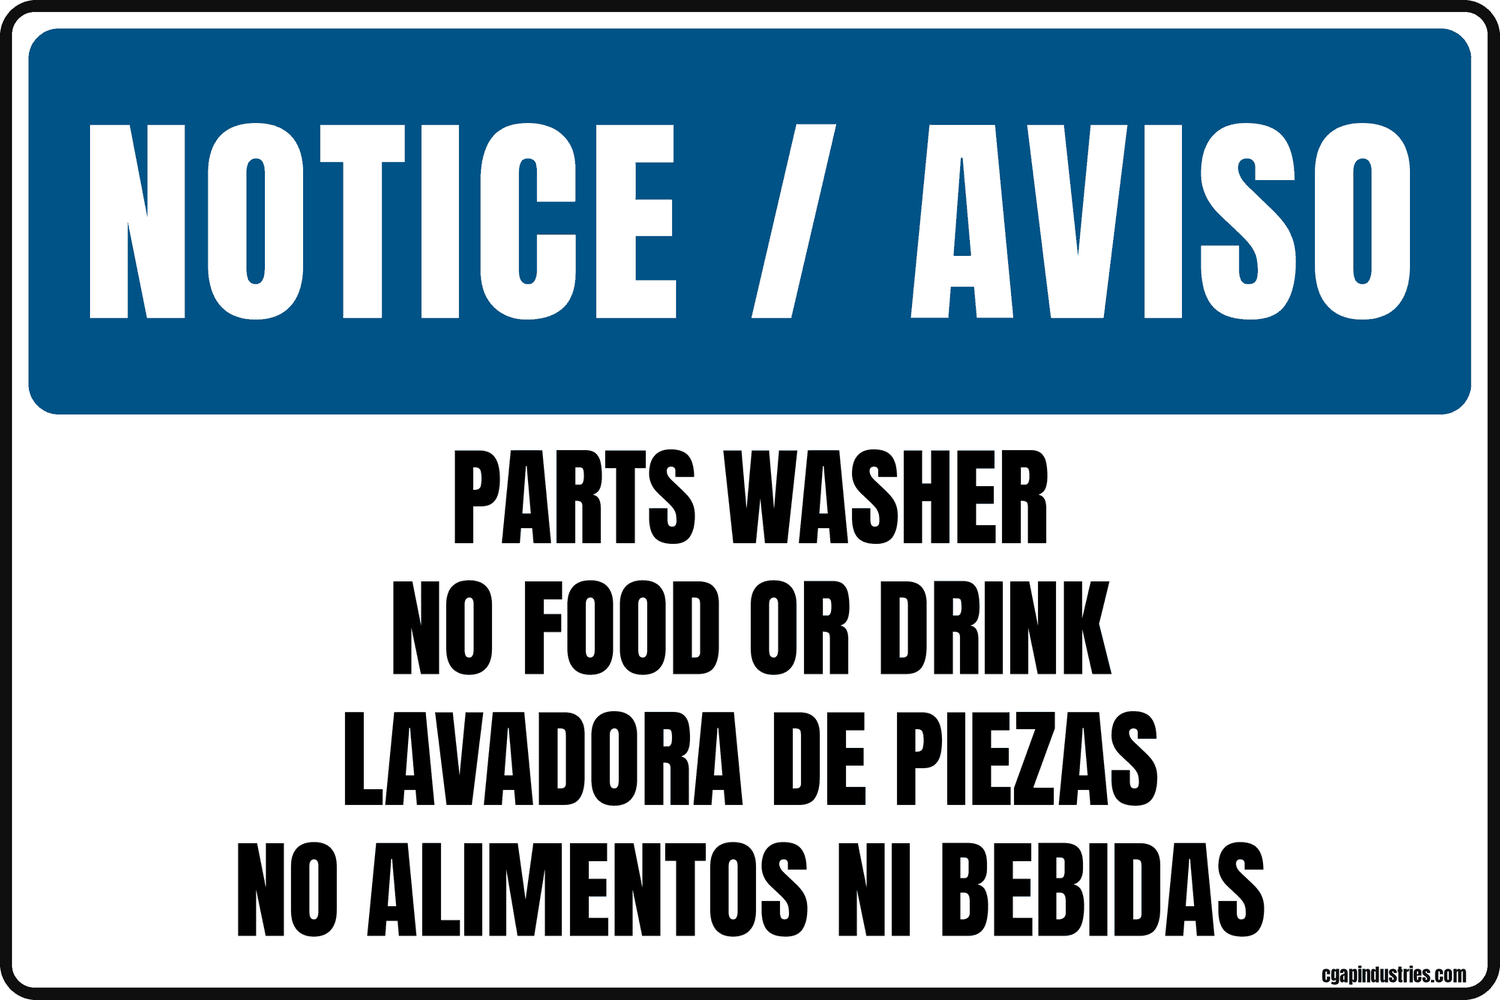 NOTICE / AVISO
PARTS WASHER
NO FOOD OR DRINK
LAVADORA DE PIEZAS
NO ALIMENTOS NI BEBIDAS
cgapindustries.com